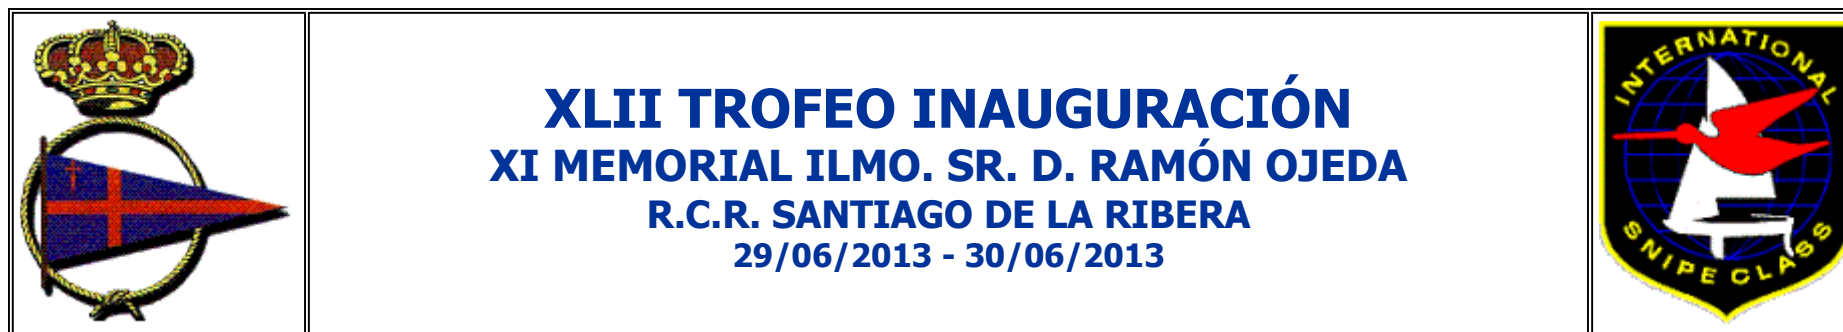 XLII TROFEO INAUGURACIÓN
XI MEMORIAL ILMO. SR. D. RAMÓN OJEDA
R.C.R. SANTIAGO DE LA RIBERA
29/06/2013 - 30/06/2013
INTERNATIONAL
SNIPE CLASS